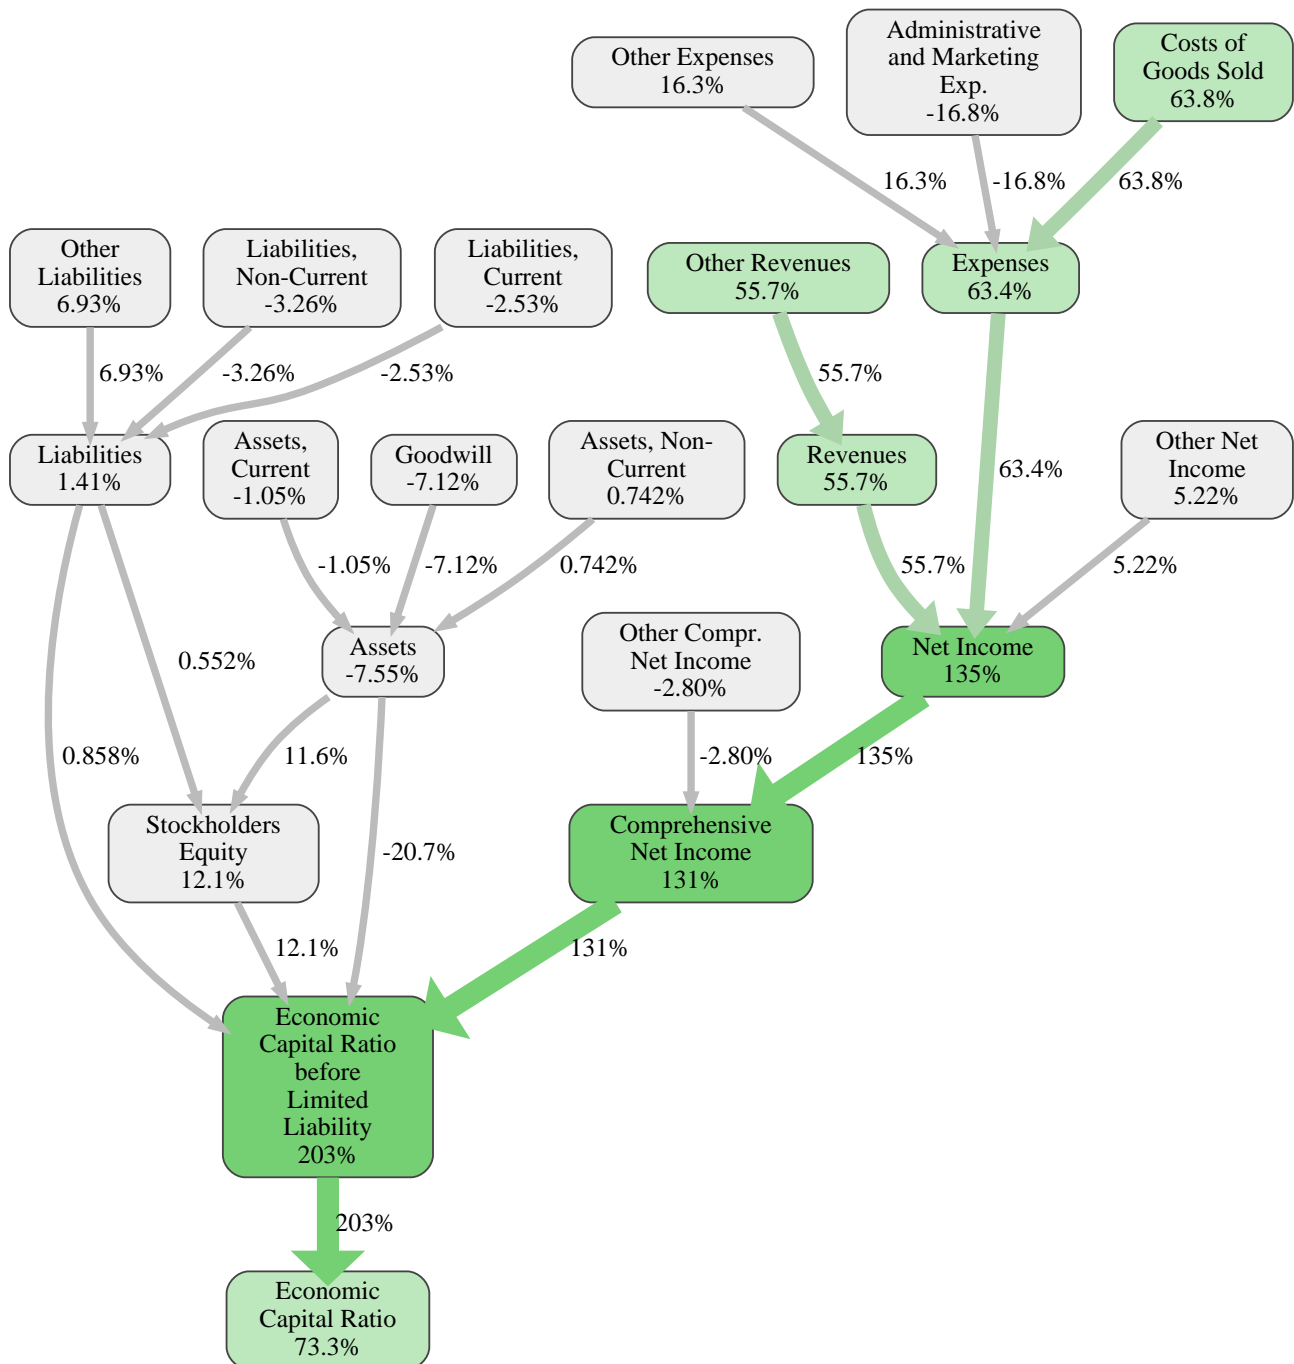 Other Expenses
16.3%
Administrative
and Marketing
Exp.
-16.8%
Costs of
Goods Sold
63.8%
16.3%
-16.8%
63.8%
Other
Liabilities
6.93%
Liabilities,
Non-Current
-3.26%
Liabilities,
Current
-2.53%
Other Revenues
55.7%
Expenses
63.4%
6.93%
-3.26%
-2.53%
55.7%
63.4%
Liabilities
1.41%
Assets,
Current
-1.05%
Goodwill
-7.12%
Assets, Non-
Current
0.742%
Revenues
55.7%
Other Net
Income
5.22%
-1.05%
-7.12%
0.742%
55.7%
5.22%
0.552%
Assets
-7.55%
Other Compr.
Net Income
-2.80%
Net Income
135%
0.858%
11.6%
-2.80%
135%
Stockholders
Equity
12.1%
-20.7%
Comprehensive
Net Income
131%
12.1%
131%
Economic
Capital Ratio
before
Limited
Liability
203%
203%
Economic
Capital Ratio
73.3%